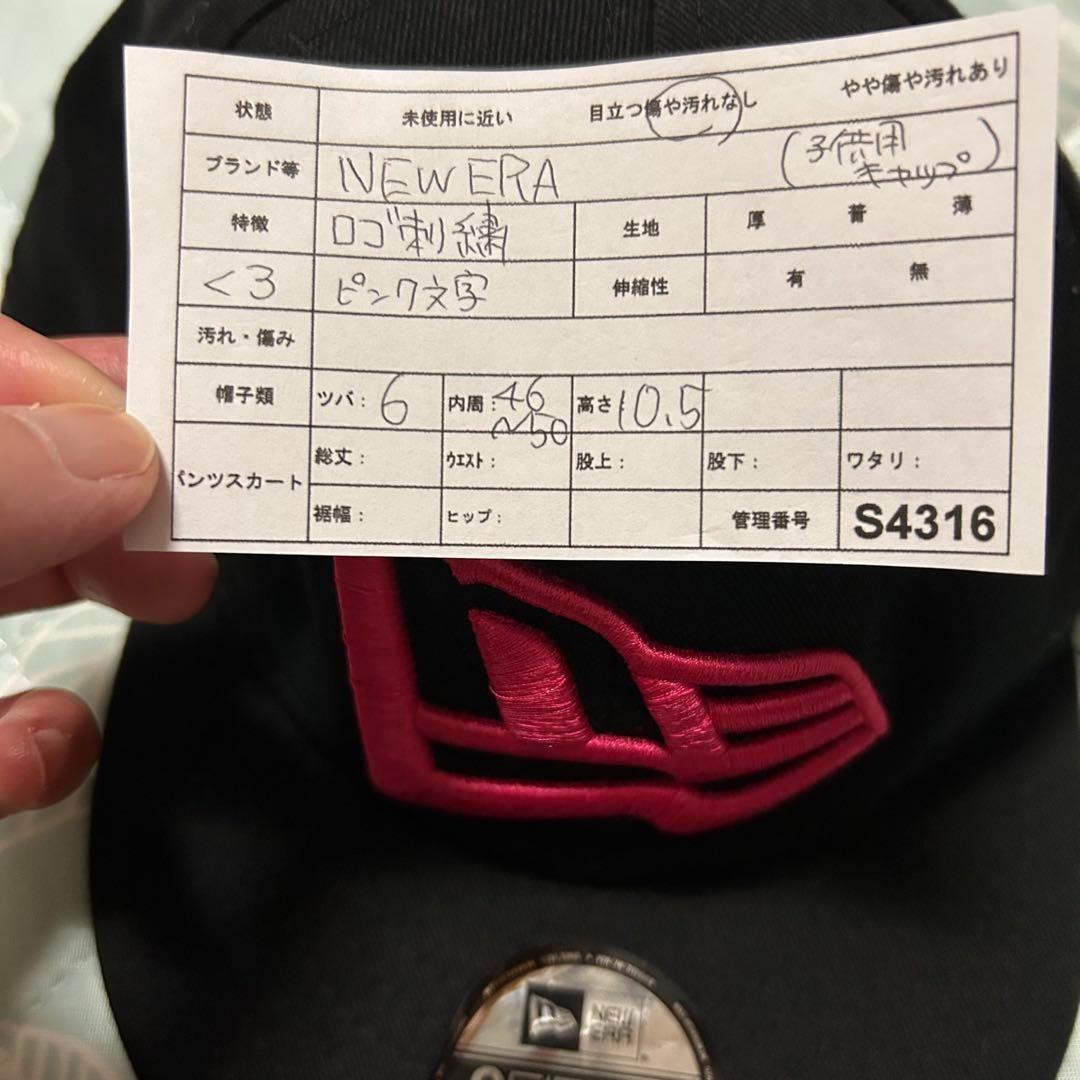 状態 未使用に近い 目立つ傷や汚れなし やや傷や汚れあり
ブランド等 NEW ERA (子供用
キャップ)
特徴 ロゴ刺繍 生地 厚 普 薄
<3 ピンク文字 伸縮性 有 無
汚れ・傷み
帽子類 ツバ: 6 内周: 46 高さ 10.5
~50
パンツスカート 総丈: ウエスト: 股上: 股下: ワタリ:
裾幅: ヒップ: 管理番号 S4316
NEW
ERA